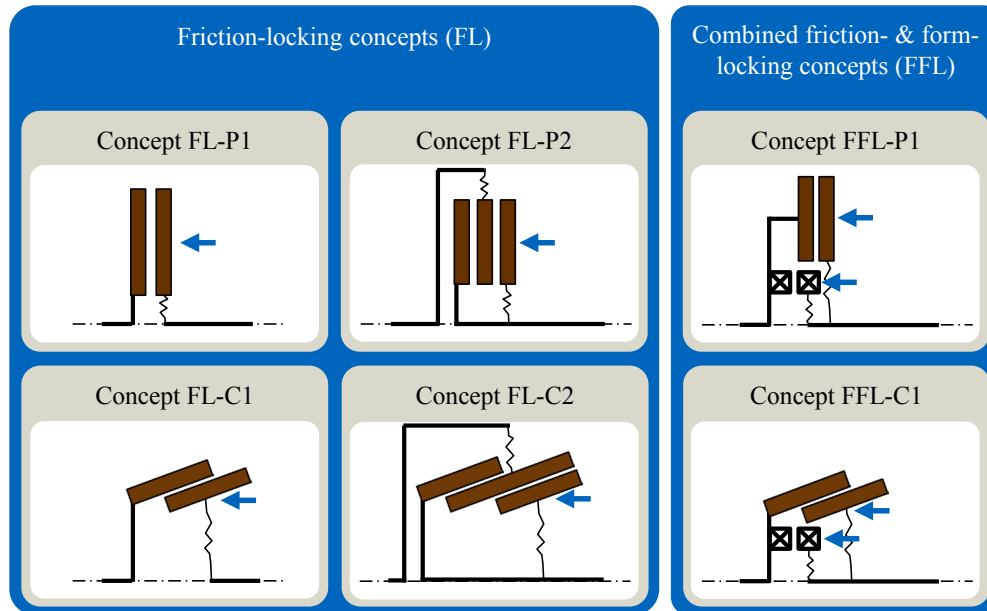 Friction-locking concepts (FL)
Combined friction- & form-
locking concepts (FFL)
Concept FL-P1
Concept FL-P2
Concept FFL-P1
Concept FL-C1
Concept FL-C2
Concept FFL-C1